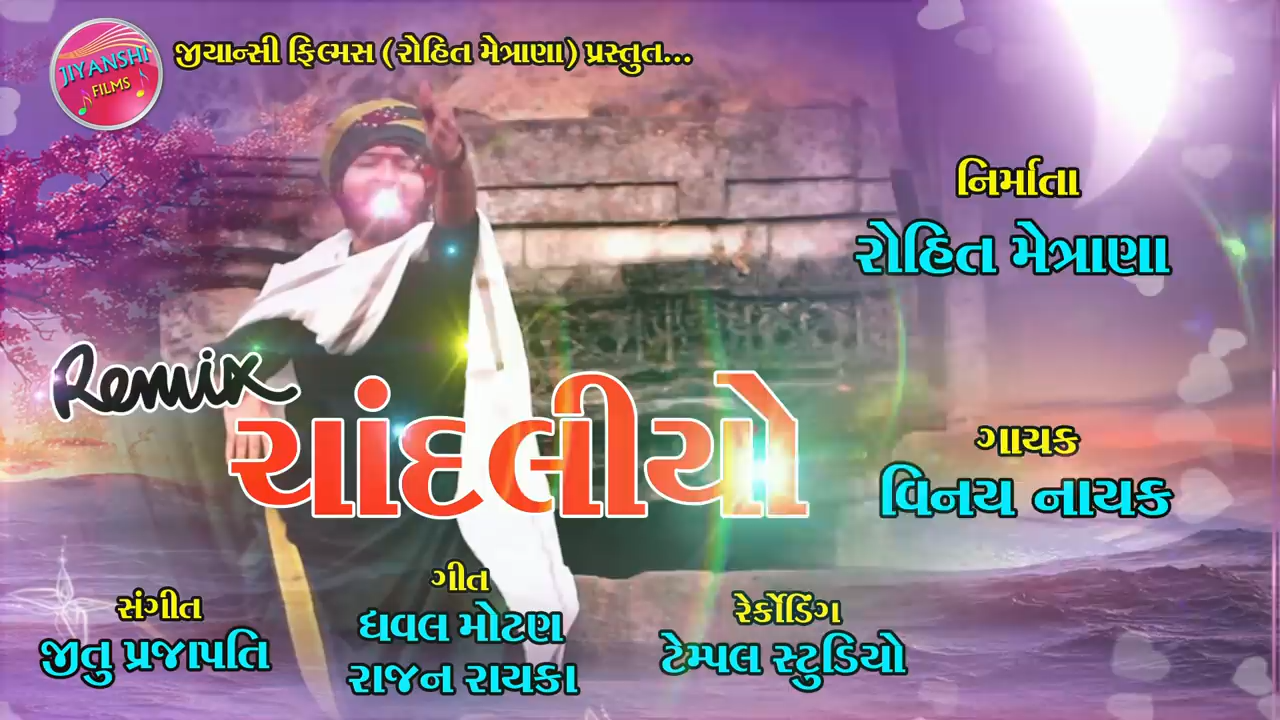 JIYANSHI
FILMS
જીયાન્સી ફિલ્મસ (રોહિત મેત્રાણા) પ્રસ્તુત...
નિર્માતા
રોહિત મેત્રાણા
Remix
ચાંદલીયો
ગાયક
વિનય નાયક
સંગીત
જીતુ પ્રજાપતિ
ગીત
ધવલ મોટણ
રાજન રાયકા
રેર્કોડિંગ
ટેમ્પલ સ્ટુડિયો